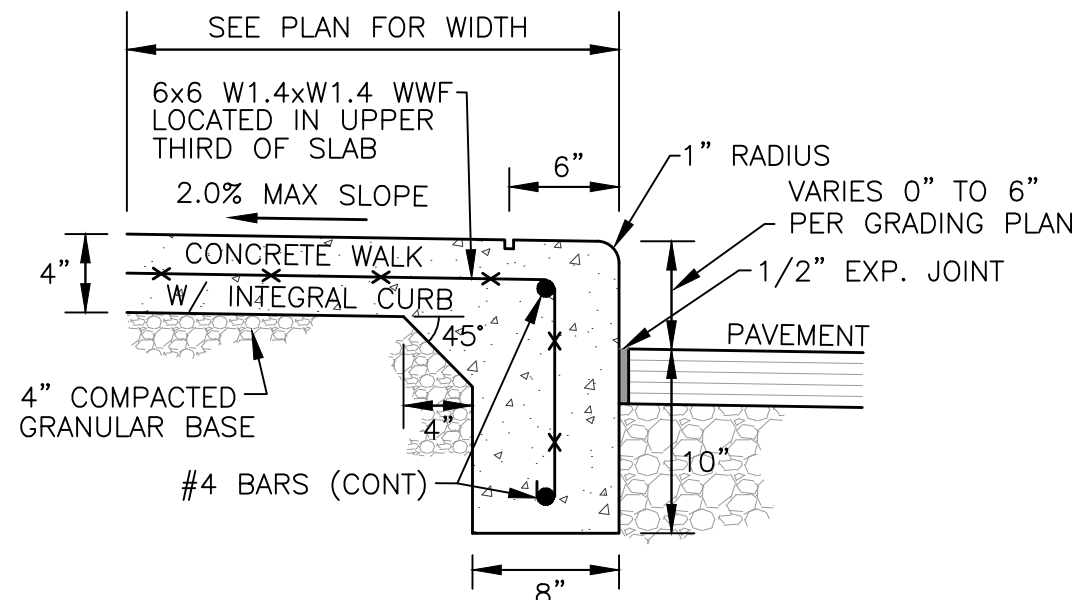 SEE PLAN FOR WIDTH
6x6 W1.4xW1.4 WWF
LOCATED IN UPPER
THIRD OF SLAB
2.0% MAX SLOPE
6”
1” RADIUS
VARIES 0” TO 6”
PER GRADING PLAN
1/2” EXP. JOINT
4”
CONCRETE WALK
W/ INTEGRAL CURB
45°
PAVEMENT
4” COMPACTED
GRANULAR BASE
4”
10”
#4 BARS (CONT)
8”